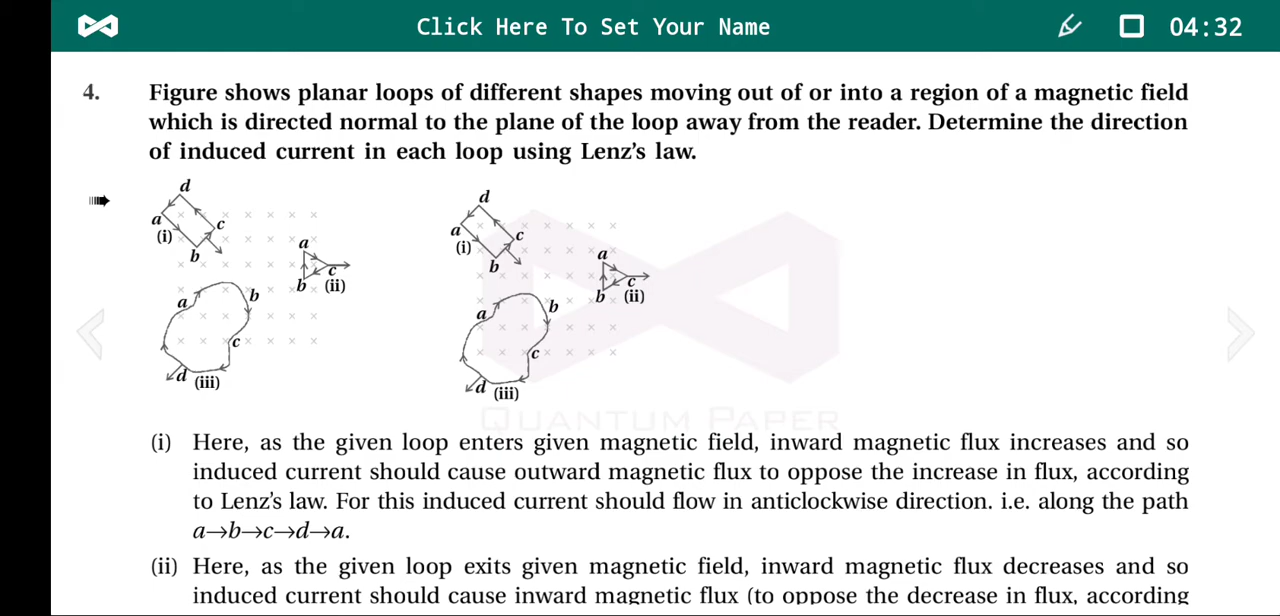 Click Here To Set Your Name
04:32
4. Figure shows planar loops of different shapes moving out of or into a region of a magnetic field
which is directed normal to the plane of the loop away from the reader. Determine the direction
of induced current in each loop using Lenz's law.
d
a
c
(i)
b
a
c
b (ii)
a
b
c
d (iii)
d
a
c
(i)
b
a
c
b (ii)
a
b
c
d (iii)
QUANTUM PAPER
(i) Here, as the given loop enters given magnetic field, inward magnetic flux increases and so
induced current should cause outward magnetic flux to oppose the increase in flux, according
to Lenz's law. For this induced current should flow in anticlockwise direction. i.e. along the path
a→b→c→d→a.
(ii) Here, as the given loop exits given magnetic field, inward magnetic flux decreases and so
induced current should cause inward magnetic flux (to oppose the decrease in flux, according